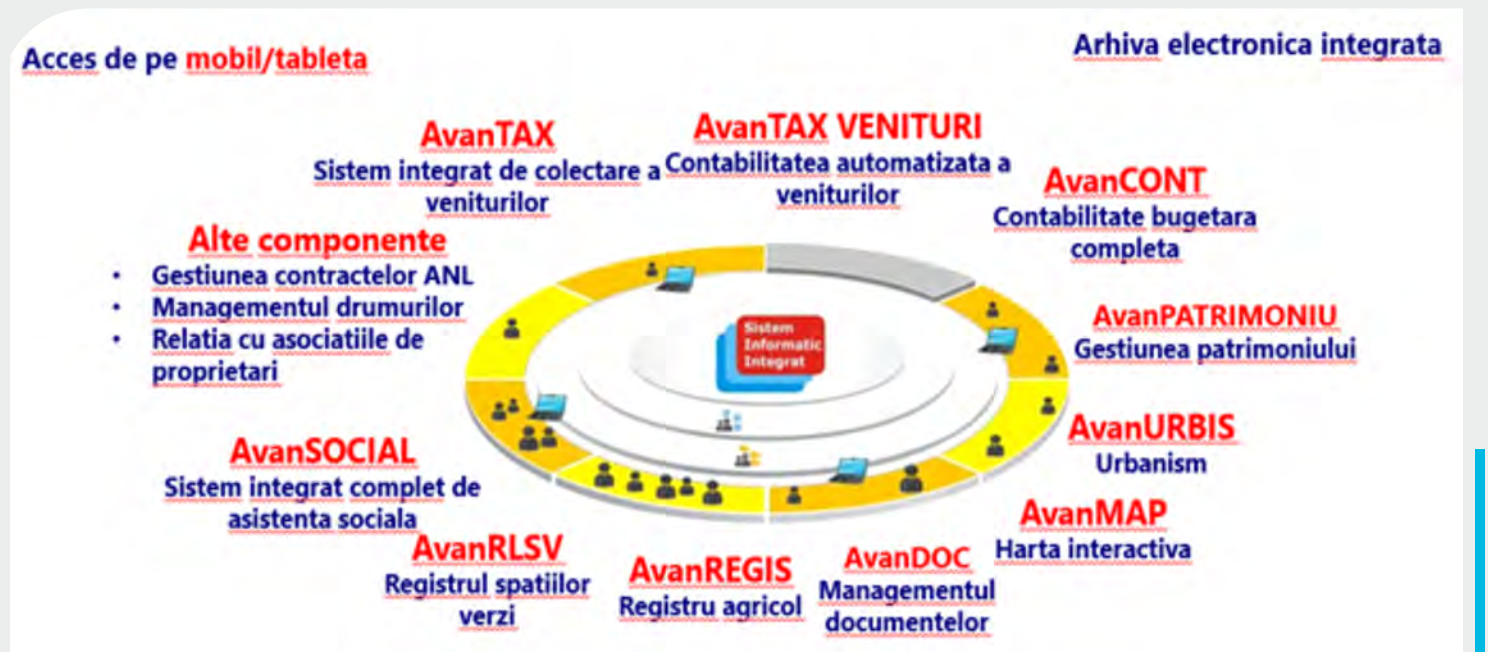 Acces de pe mobil/tableta
Arhiva electronica integrata
AvanTAX
Sistem integrat de colectare a
veniturilor
AvanTAX VENITURI
Contabilitatea automatizata a
veniturilor
AvanCONT
Contabilitate bugetara
completa
Alte componente
• Gestiunea contractelor ANL
• Managementul drumurilor
• Relatia cu asociatiile de
proprietari
Sistem
Informatic
Integrat
AvanPATRIMONIU
Gestiunea patrimoniului
AvanURBIS
Urbanism
AvanSOCIAL
Sistem integrat complet de
asistenta sociala
AvanMAP
Harta interactiva
AvanRLSV
Registrul spatiilor
verzi
AvanREGIS
Registru agricol
AvanDOC
Managementul
documentelor